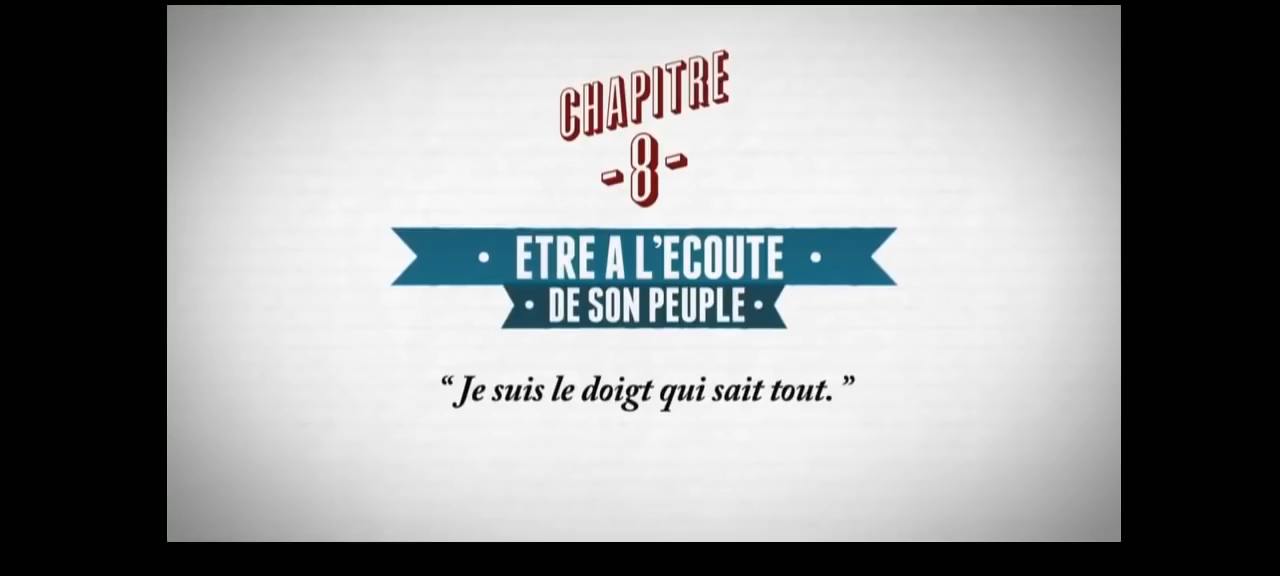 CHAPITRE
-8-
• ETRE A L'ECOUTE •
• DE SON PEUPLE •
“ Je suis le doigt qui sait tout. ”